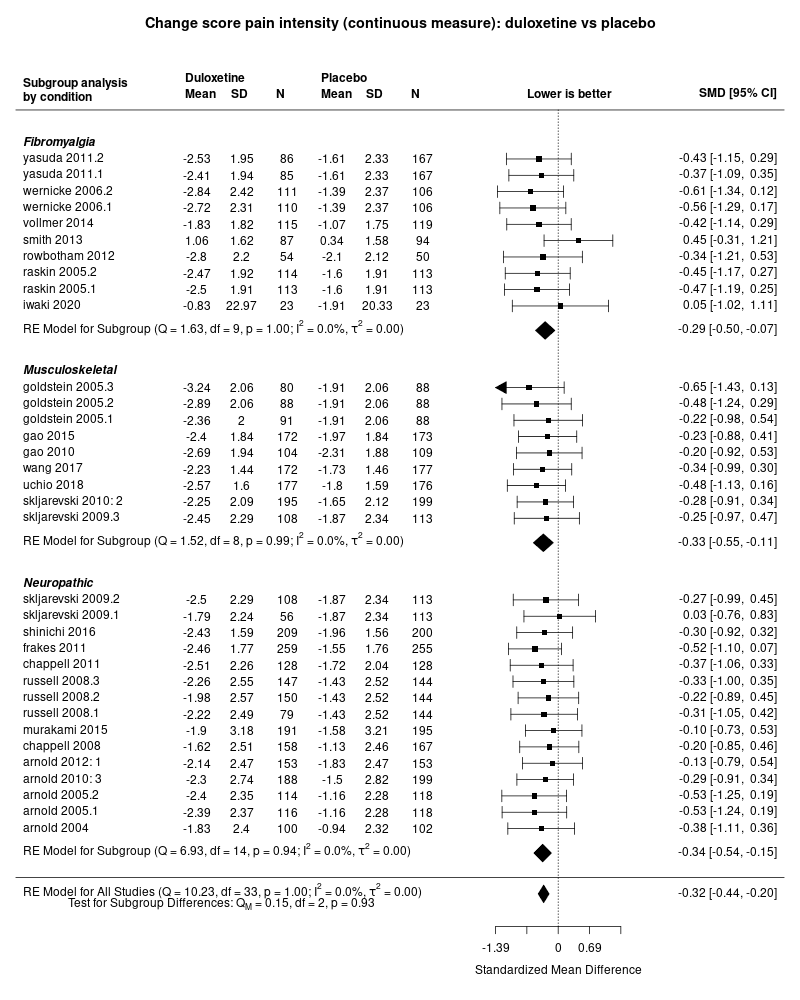 Change score pain intensity (continuous measure): duloxetine vs placebo
Subgroup analysis by condition
Duloxetine Placebo
Mean SD N Mean SD N Lower is better SMD [95% CI]
Fibromyalgia
yasuda 2011.2 -2.53 1.95 86 -1.61 2.33 167 -0.43 [-1.15, 0.29]
yasuda 2011.1 -2.41 1.94 85 -1.61 2.33 167 -0.37 [-1.09, 0.35]
wernicke 2006.2 -2.84 2.42 111 -1.39 2.37 106 -0.61 [-1.34, 0.12]
wernicke 2006.1 -2.72 2.31 110 -1.39 2.37 106 -0.56 [-1.29, 0.17]
vollmer 2014 -1.83 1.82 115 -1.07 1.75 119 -0.42 [-1.14, 0.29]
smith 2013 1.06 1.62 87 0.34 1.58 94 0.45 [-0.31, 1.21]
rowbotham 2012 -2.8 2.2 54 -2.1 2.12 50 -0.34 [-1.21, 0.53]
raskin 2005.2 -2.47 1.92 114 -1.6 1.91 113 -0.45 [-1.17, 0.27]
raskin 2005.1 -2.5 1.91 113 -1.6 1.91 113 -0.47 [-1.19, 0.25]
iwaki 2020 -0.83 22.97 23 -1.91 20.33 23 0.05 [-1.02, 1.11]
RE Model for Subgroup (Q = 1.63, df = 9, p = 1.00; I² = 0.0%, τ² = 0.00) -0.29 [-0.50, -0.07]
Musculoskeletal
goldstein 2005.3 -3.24 2.06 80 -1.91 2.06 88 -0.65 [-1.43, 0.13]
goldstein 2005.2 -2.89 2.06 88 -1.91 2.06 88 -0.48 [-1.24, 0.29]
goldstein 2005.1 -2.36 2 91 -1.91 2.06 88 -0.22 [-0.98, 0.54]
gao 2015 -2.4 1.84 172 -1.97 1.84 173 -0.23 [-0.88, 0.41]
gao 2010 -2.69 1.94 104 -2.31 1.88 109 -0.20 [-0.92, 0.53]
wang 2017 -2.23 1.44 172 -1.73 1.46 177 -0.34 [-0.99, 0.30]
uchio 2018 -2.57 1.6 177 -1.8 1.59 176 -0.48 [-1.13, 0.16]
skljarevski 2010: 2 -2.25 2.09 195 -1.65 2.12 199 -0.28 [-0.91, 0.34]
skljarevski 2009.3 -2.45 2.29 108 -1.87 2.34 113 -0.25 [-0.97, 0.47]
RE Model for Subgroup (Q = 1.52, df = 8, p = 0.99; I² = 0.0%, τ² = 0.00) -0.33 [-0.55, -0.11]
Neuropathic
skljarevski 2009.2 -2.5 2.29 108 -1.87 2.34 113 -0.27 [-0.99, 0.45]
skljarevski 2009.1 -1.79 2.24 56 -1.87 2.34 113 0.03 [-0.76, 0.83]
shinichi 2016 -2.43 1.59 209 -1.96 1.56 200 -0.30 [-0.92, 0.32]
frakes 2011 -2.46 1.77 259 -1.55 1.76 255 -0.52 [-1.10, 0.07]
chappell 2011 -2.51 2.26 128 -1.72 2.04 128 -0.37 [-1.06, 0.33]
russell 2008.3 -2.26 2.55 147 -1.43 2.52 144 -0.33 [-1.00, 0.35]
russell 2008.2 -1.98 2.57 150 -1.43 2.52 144 -0.22 [-0.89, 0.45]
russell 2008.1 -2.22 2.49 79 -1.43 2.52 144 -0.31 [-1.05, 0.42]
murakami 2015 -1.9 3.18 191 -1.58 3.21 195 -0.10 [-0.73, 0.53]
chappell 2008 -1.62 2.51 158 -1.13 2.46 167 -0.20 [-0.85, 0.46]
arnold 2012: 1 -2.14 2.47 153 -1.83 2.47 153 -0.13 [-0.79, 0.54]
arnold 2010: 3 -2.3 2.74 188 -1.5 2.82 199 -0.29 [-0.91, 0.34]
arnold 2005.2 -2.4 2.35 114 -1.16 2.28 118 -0.53 [-1.25, 0.19]
arnold 2005.1 -2.39 2.37 116 -1.16 2.28 118 -0.53 [-1.24, 0.19]
arnold 2004 -1.83 2.4 100 -0.94 2.32 102 -0.38 [-1.11, 0.36]
RE Model for Subgroup (Q = 6.93, df = 14, p = 0.94; I² = 0.0%, τ² = 0.00) -0.34 [-0.54, -0.15]
RE Model for All Studies (Q = 10.23, df = 33, p = 1.00; I² = 0.0%, τ² = 0.00) -0.32 [-0.44, -0.20]
Test for Subgroup Differences: Q_M = 0.15, df = 2, p = 0.93
-1.39 0 0.69
Standardized Mean Difference